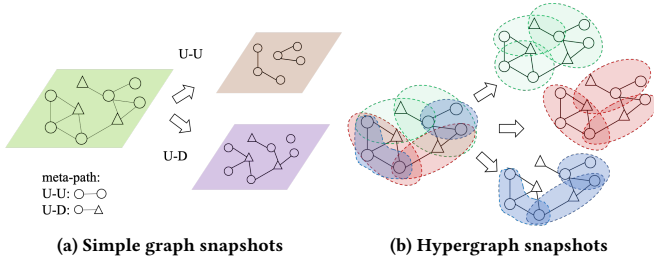 U-U
U-D
meta-path:
U-U:
U-D:
(a) Simple graph snapshots
(b) Hypergraph snapshots